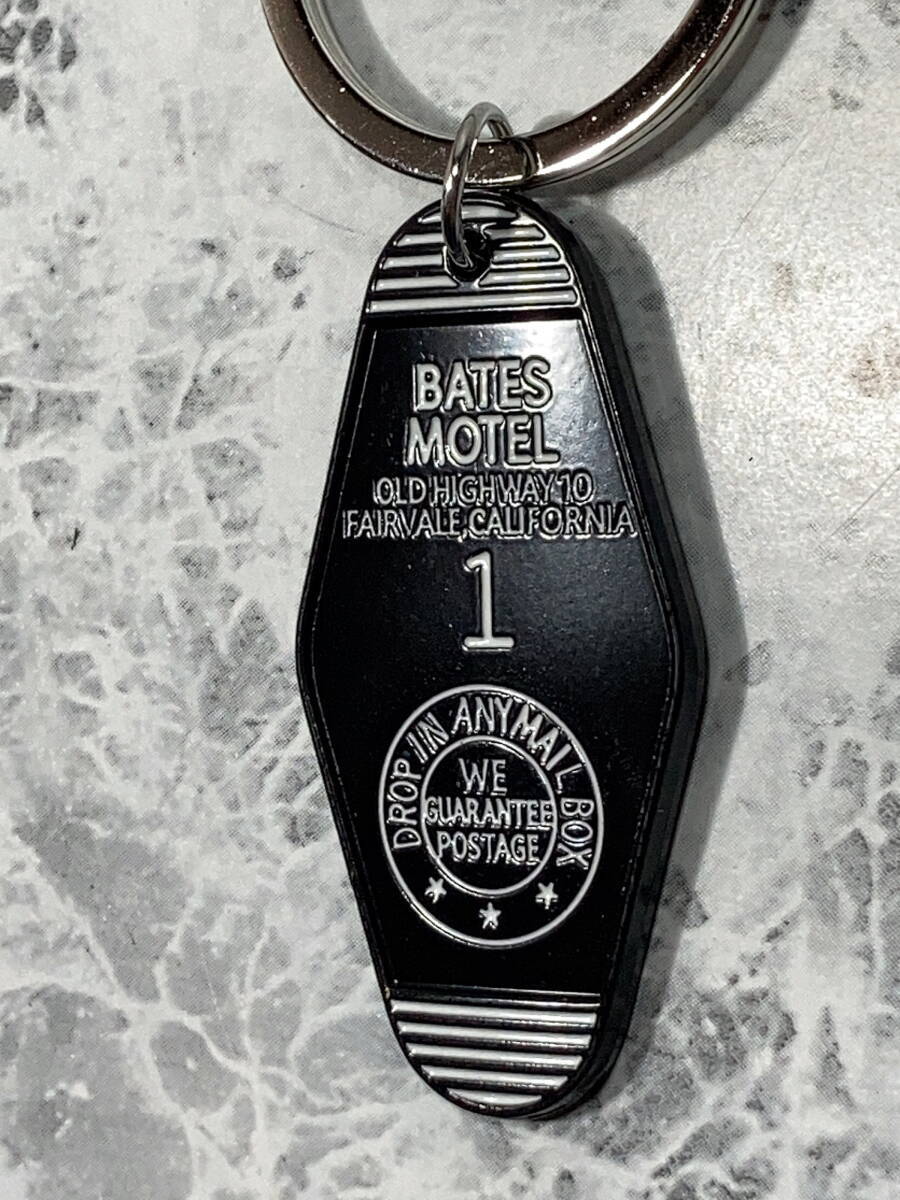 BATES
MOTEL
OLD HIGHWAY 10
FAIRVALE, CALIFORNIA
1
DROP IN ANY MAIL BOX
WE
GUARANTEE
POSTAGE